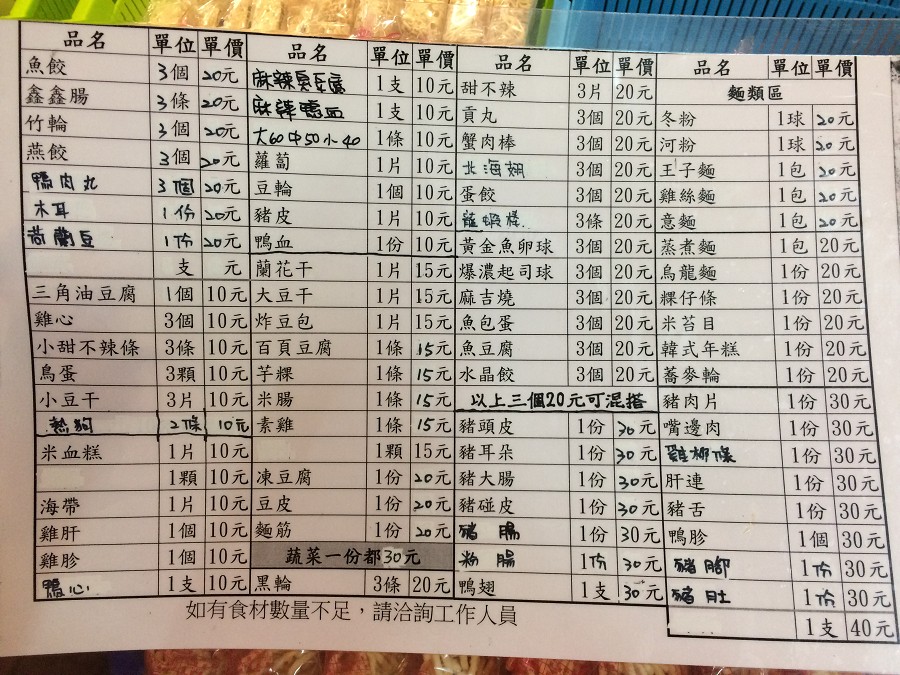 品名 單位 單價
魚餃 3個 20元
鑫鑫腸 3條 20元
竹輪 3個 20元
燕餃 3個 20元
鴨肉丸 3個 20元
木耳 1份 20元
荷蘭豆 1份 20元
支 元
三角油豆腐 1個 10元
雞心 3個 10元
小甜不辣條 3條 10元
鳥蛋 3顆 10元
小豆干 3片 10元
熱狗 2條 10元
米血糕 1片 10元
1顆 10元
海帶 1片 10元
雞肝 1個 10元
雞胗 1個 10元
鴨心 1支 10元
品名 單位 單價
麻辣臭豆腐 1支 10元
麻辣鴨血 1支 10元
大60中50小40 1條 10元
蘿蔔 1片 10元
豆輪 1個 10元
豬皮 1片 10元
鴨血 1份 10元
蘭花干 1片 15元
大豆干 1片 15元
炸豆包 1片 15元
百頁豆腐 1條 15元
芋粿 1條 15元
米腸 1條 15元
素雞 1條 15元
1顆 15元
凍豆腐 1份 20元
豆皮 1份 20元
麵筋 1份 20元
蔬菜一份都30元
黑輪 3條 20元
品名 單位 單價
甜不辣 3片 20元
貢丸 3個 20元
蟹肉棒 3個 20元
北海翅 3個 20元
蛋餃 3個 20元
龍蝦棒 3條 20元
黃金魚卵球 3個 20元
爆濃起司球 3個 20元
麻吉燒 3個 20元
魚包蛋 3個 20元
魚豆腐 3個 20元
水晶餃 3個 20元
以上三個20元可混搭
豬頭皮 1份 30元
豬耳朵 1份 30元
豬大腸 1份 30元
豬碰皮 1份 30元
豬腸 1份 30元
粉腸 1份 30元
鴨翅 1支 30元
品名 單位 單價
麵類區
冬粉 1球 20元
河粉 1球 20元
王子麵 1包 20元
雞絲麵 1包 20元
意麵 1包 20元
蒸煮麵 1包 20元
烏龍麵 1份 20元
粿仔條 1份 20元
米苔目 1份 20元
韓式年糕 1份 20元
蕎麥輪 1份 20元
豬肉片 1份 30元
嘴邊肉 1份 30元
雞柳條 1份 30元
肝連 1份 30元
豬舌 1份 30元
鴨胗 1個 30元
豬腳 1份 30元
豬肚 1份 30元
1支 40元
如有食材數量不足，請洽詢工作人員